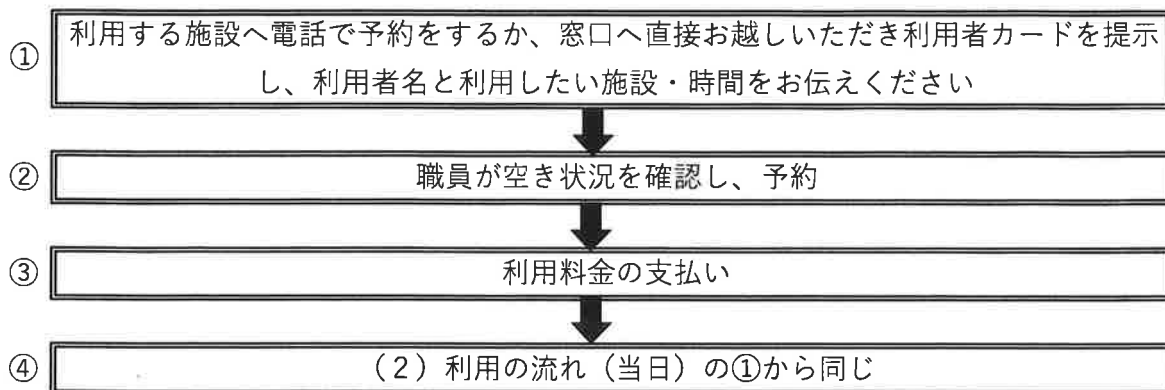 ① 利用する施設へ電話で予約をするか、窓口へ直接お越しいただき利用者カードを提示
し、利用者名と利用したい施設・時間をお伝えください
② 職員が空き状況を確認し、予約
③ 利用料金の支払い
④ (2)利用の流れ(当日)の①から同じ